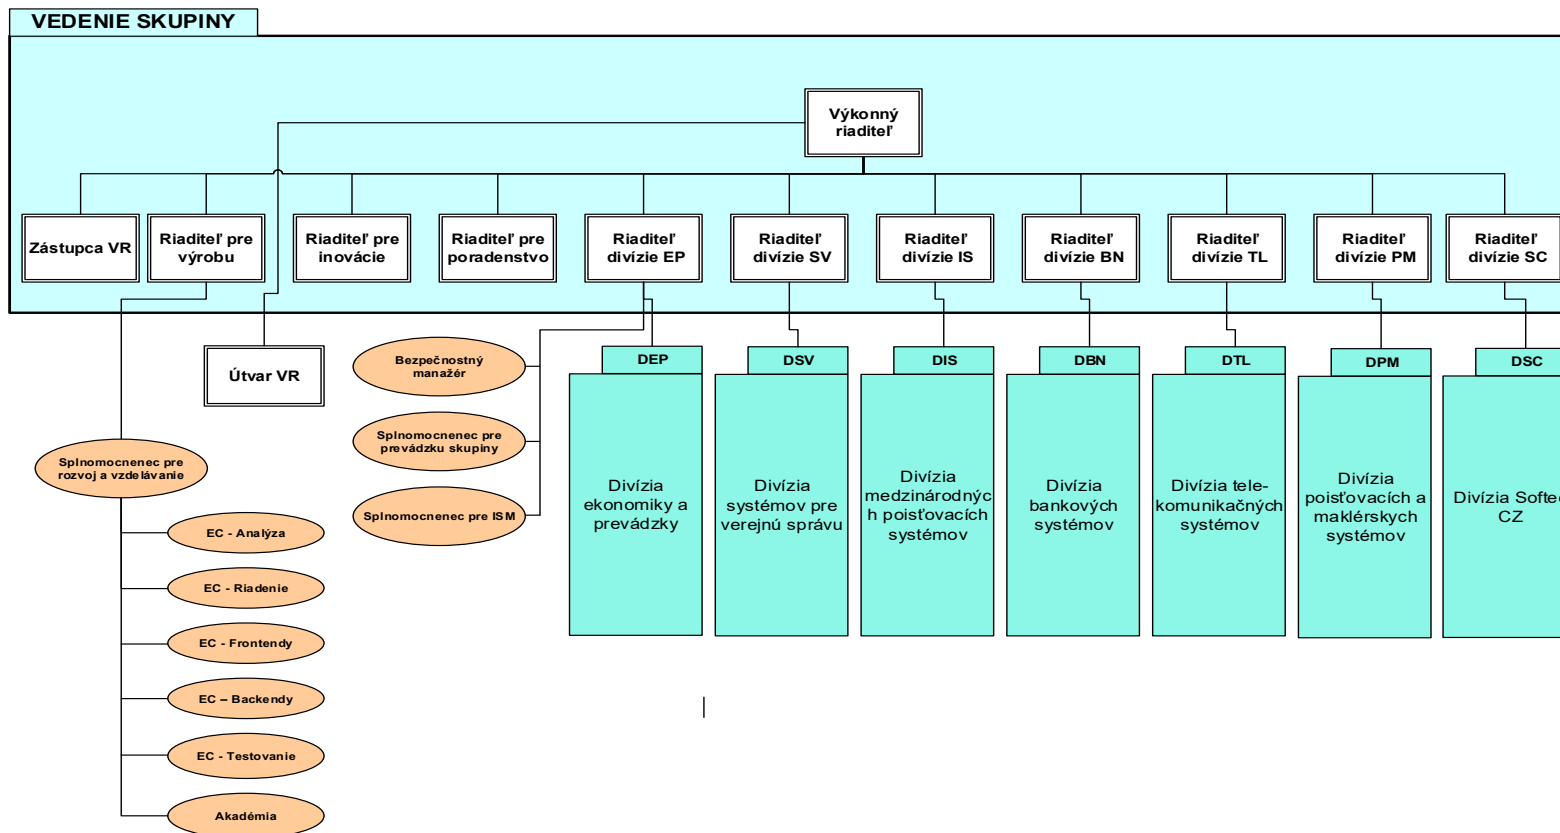 VEDENIE SKUPINY
Výkonný
riaditeľ
Zástupca VR
Riaditeľ pre
výrobu
Riaditeľ pre
inovácie
Riaditeľ pre
poradenstvo
Riaditeľ
divízie EP
Riaditeľ
divízie SV
Riaditeľ
divízie IS
Riaditeľ
divízie BN
Riaditeľ
divízie TL
Riaditeľ
divízie PM
Riaditeľ
divízie SC
Útvar VR
Bezpečnostný
manažér
Splnomocnenec pre
prevádzku skupiny
Splnomocnenec pre ISM
DEP
Divízia
ekonomiky a
prevádzky
DSV
Divízia
systémov pre
verejnú správu
DIS
Divízia
medzinárodnýc
h poisťovacích
systémov
DBN
Divízia
bankových
systémov
DTL
Divízia tele-
komunikačných
systémov
DPM
Divízia
poisťovacích a
maklérskych
systémov
DSC
Divízia
CZ
Splnomocnenec pre
rozvoj a vzdelávanie
EC - Analýza
EC - Riadenie
EC - Frontendy
EC – Backendy
EC - Testovanie
Akadémia